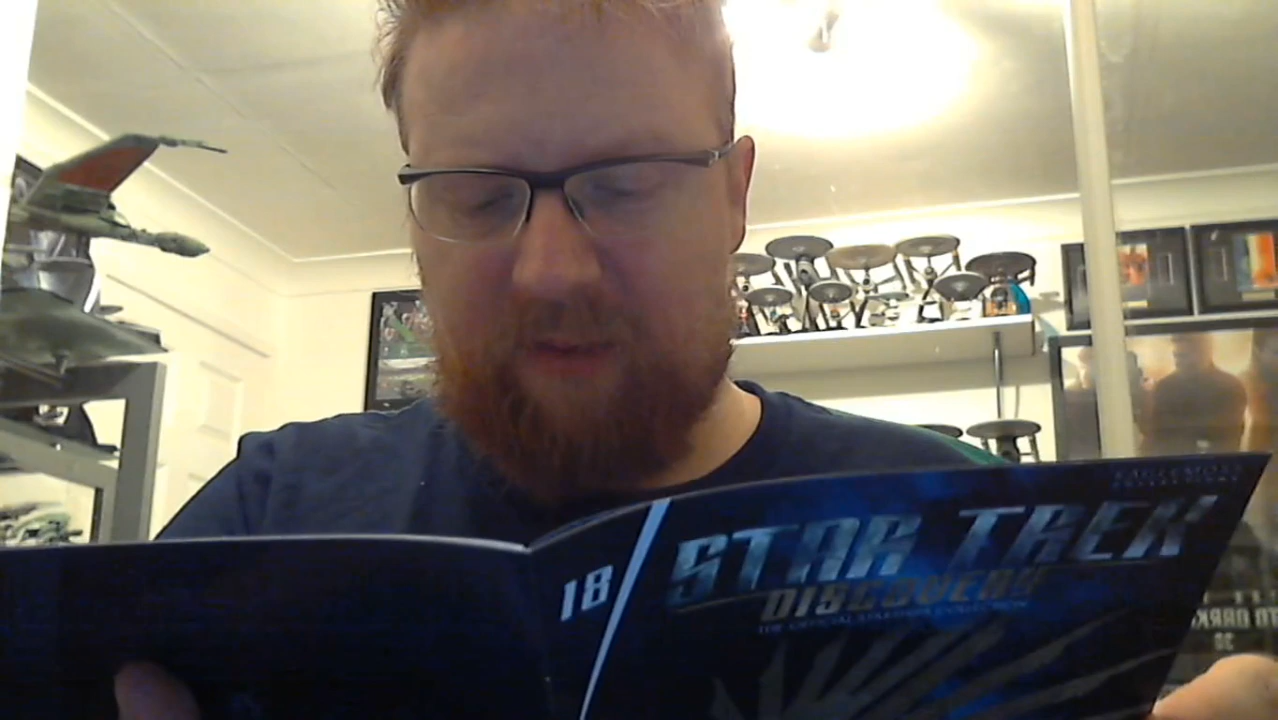 EAGLEMOSS
18
STAR TREK
DISCOVERY
THE OFFICIAL STARSHIPS COLLECTION